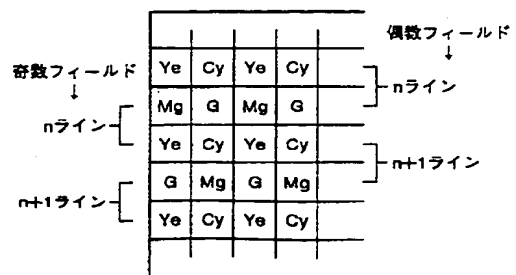 偶数フィールド
↓
奇数フィールド
↓
Ye Cy Ye Cy
nライン
Mg G Mg G
nライン
Ye Cy Ye Cy
n+1ライン
G Mg G Mg
n+1ライン
Ye Cy Ye Cy